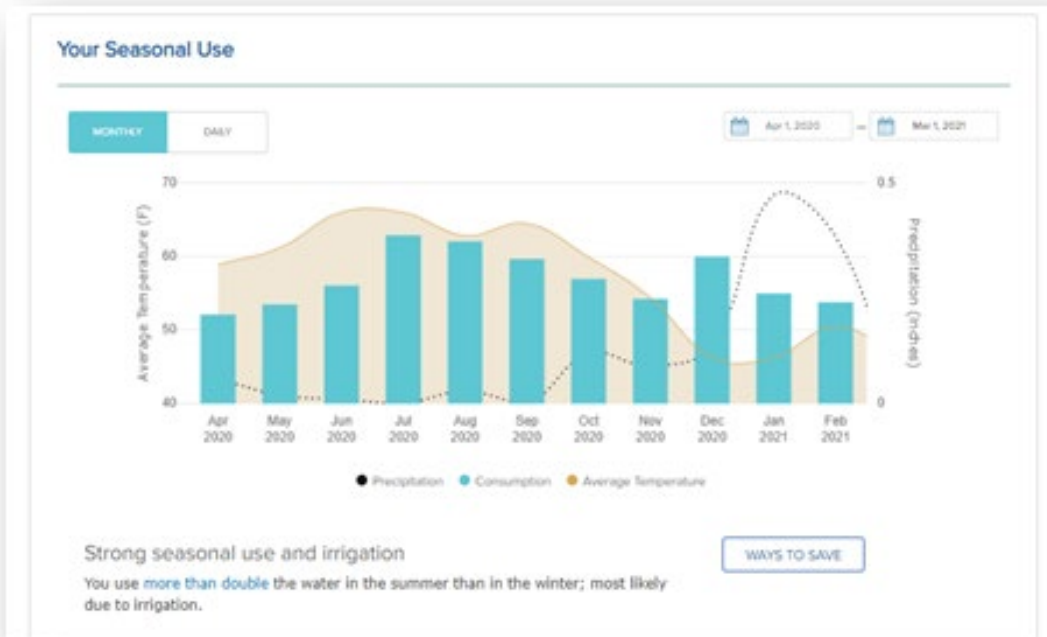 Your Seasonal Use
MONTHLY
DAILY
Apr 1, 2020
–
Mar 1, 2021
70
60
50
40
Average Temperature (F)
0.5
0
Precipitation (Inches)
Apr
2020
May
2020
Jun
2020
Jul
2020
Aug
2020
Sep
2020
Oct
2020
Nov
2020
Dec
2020
Jan
2021
Feb
2021
Precipitation
Consumption
Average Temperature
Strong seasonal use and irrigation
WAYS TO SAVE
You use more than double the water in the summer than in the winter; most likely
due to irrigation.